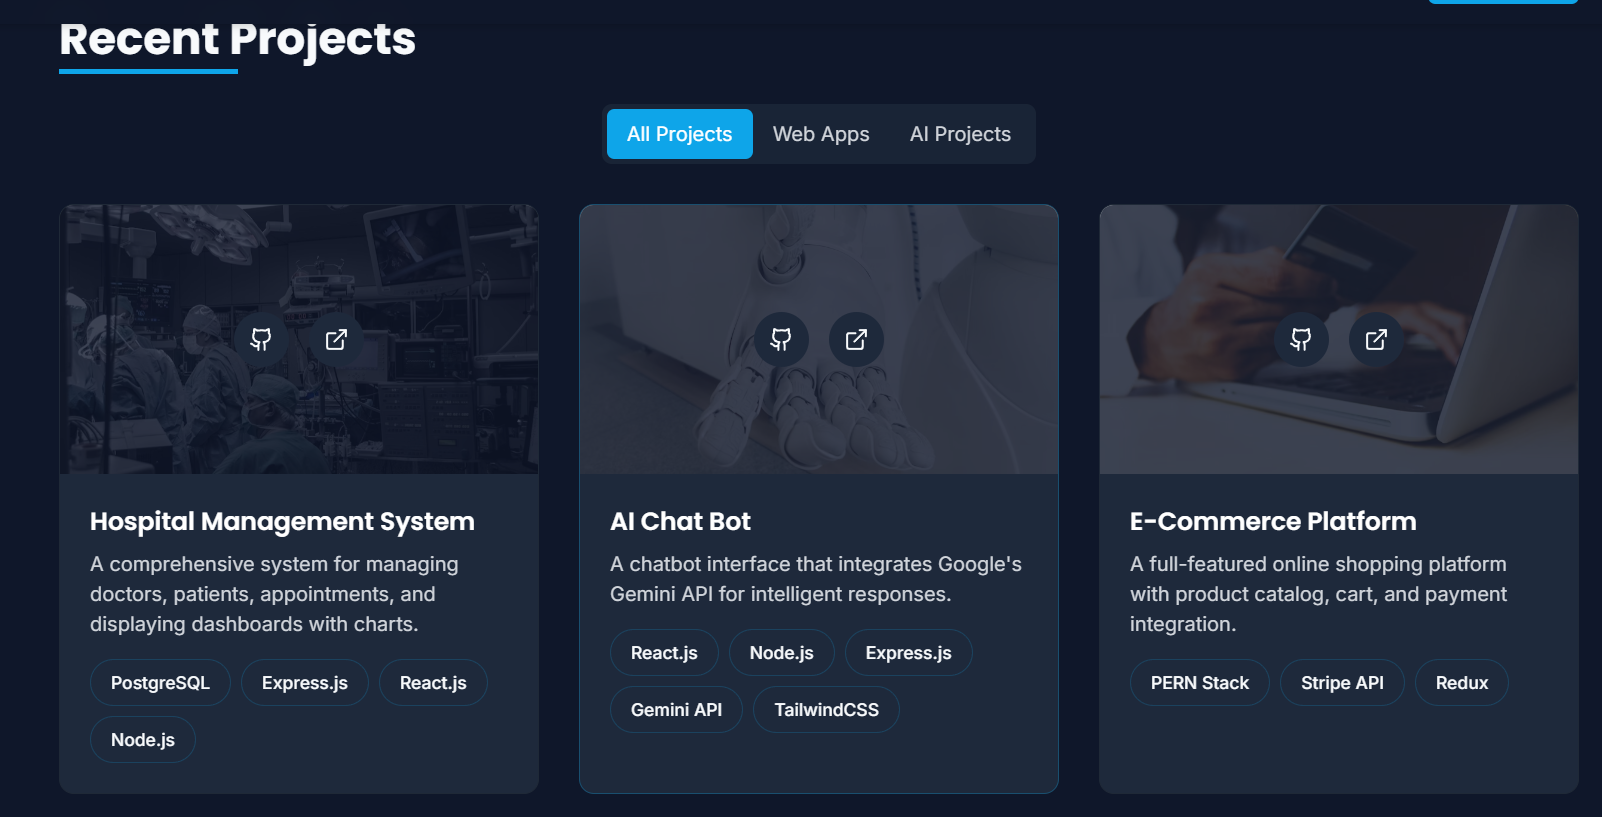 Recent Projects
All Projects
Web Apps
AI Projects
Hospital Management System
A comprehensive system for managing
doctors, patients, appointments, and
displaying dashboards with charts.
PostgreSQL
Express.js
React.js
Node.js
AI Chat Bot
A chatbot interface that integrates Google's
Gemini API for intelligent responses.
React.js
Node.js
Express.js
Gemini API
TailwindCSS
E-Commerce Platform
A full-featured online shopping platform
with product catalog, cart, and payment
integration.
PERN Stack
Stripe API
Redux